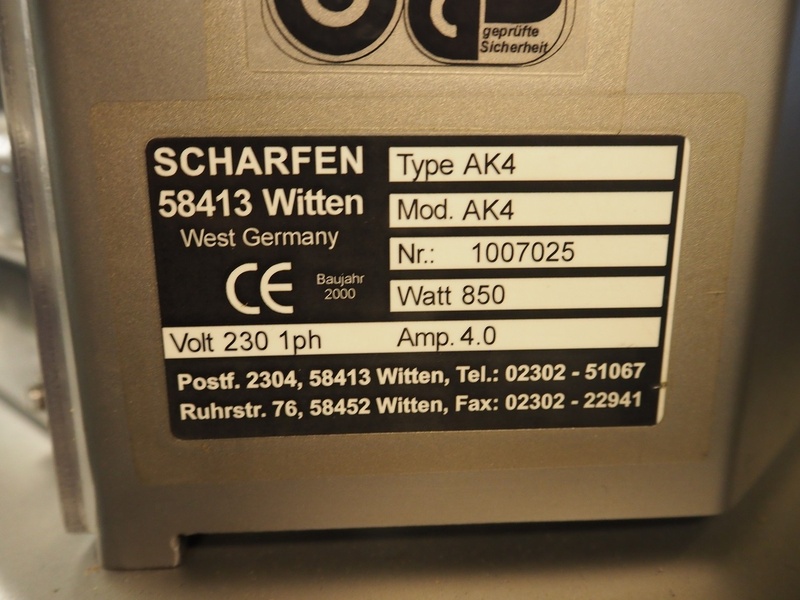 geprüfte
Sicherheit
SCHARFEN
58413 Witten
West Germany
CE
Baujahr
2000
Type AK4
Mod. AK4
Nr.: 1007025
Watt 850
Volt 230 1ph Amp. 4.0
Postf. 2304, 58413 Witten, Tel.: 02302 - 51067
Ruhrstr. 76, 58452 Witten, Fax: 02302 - 22941